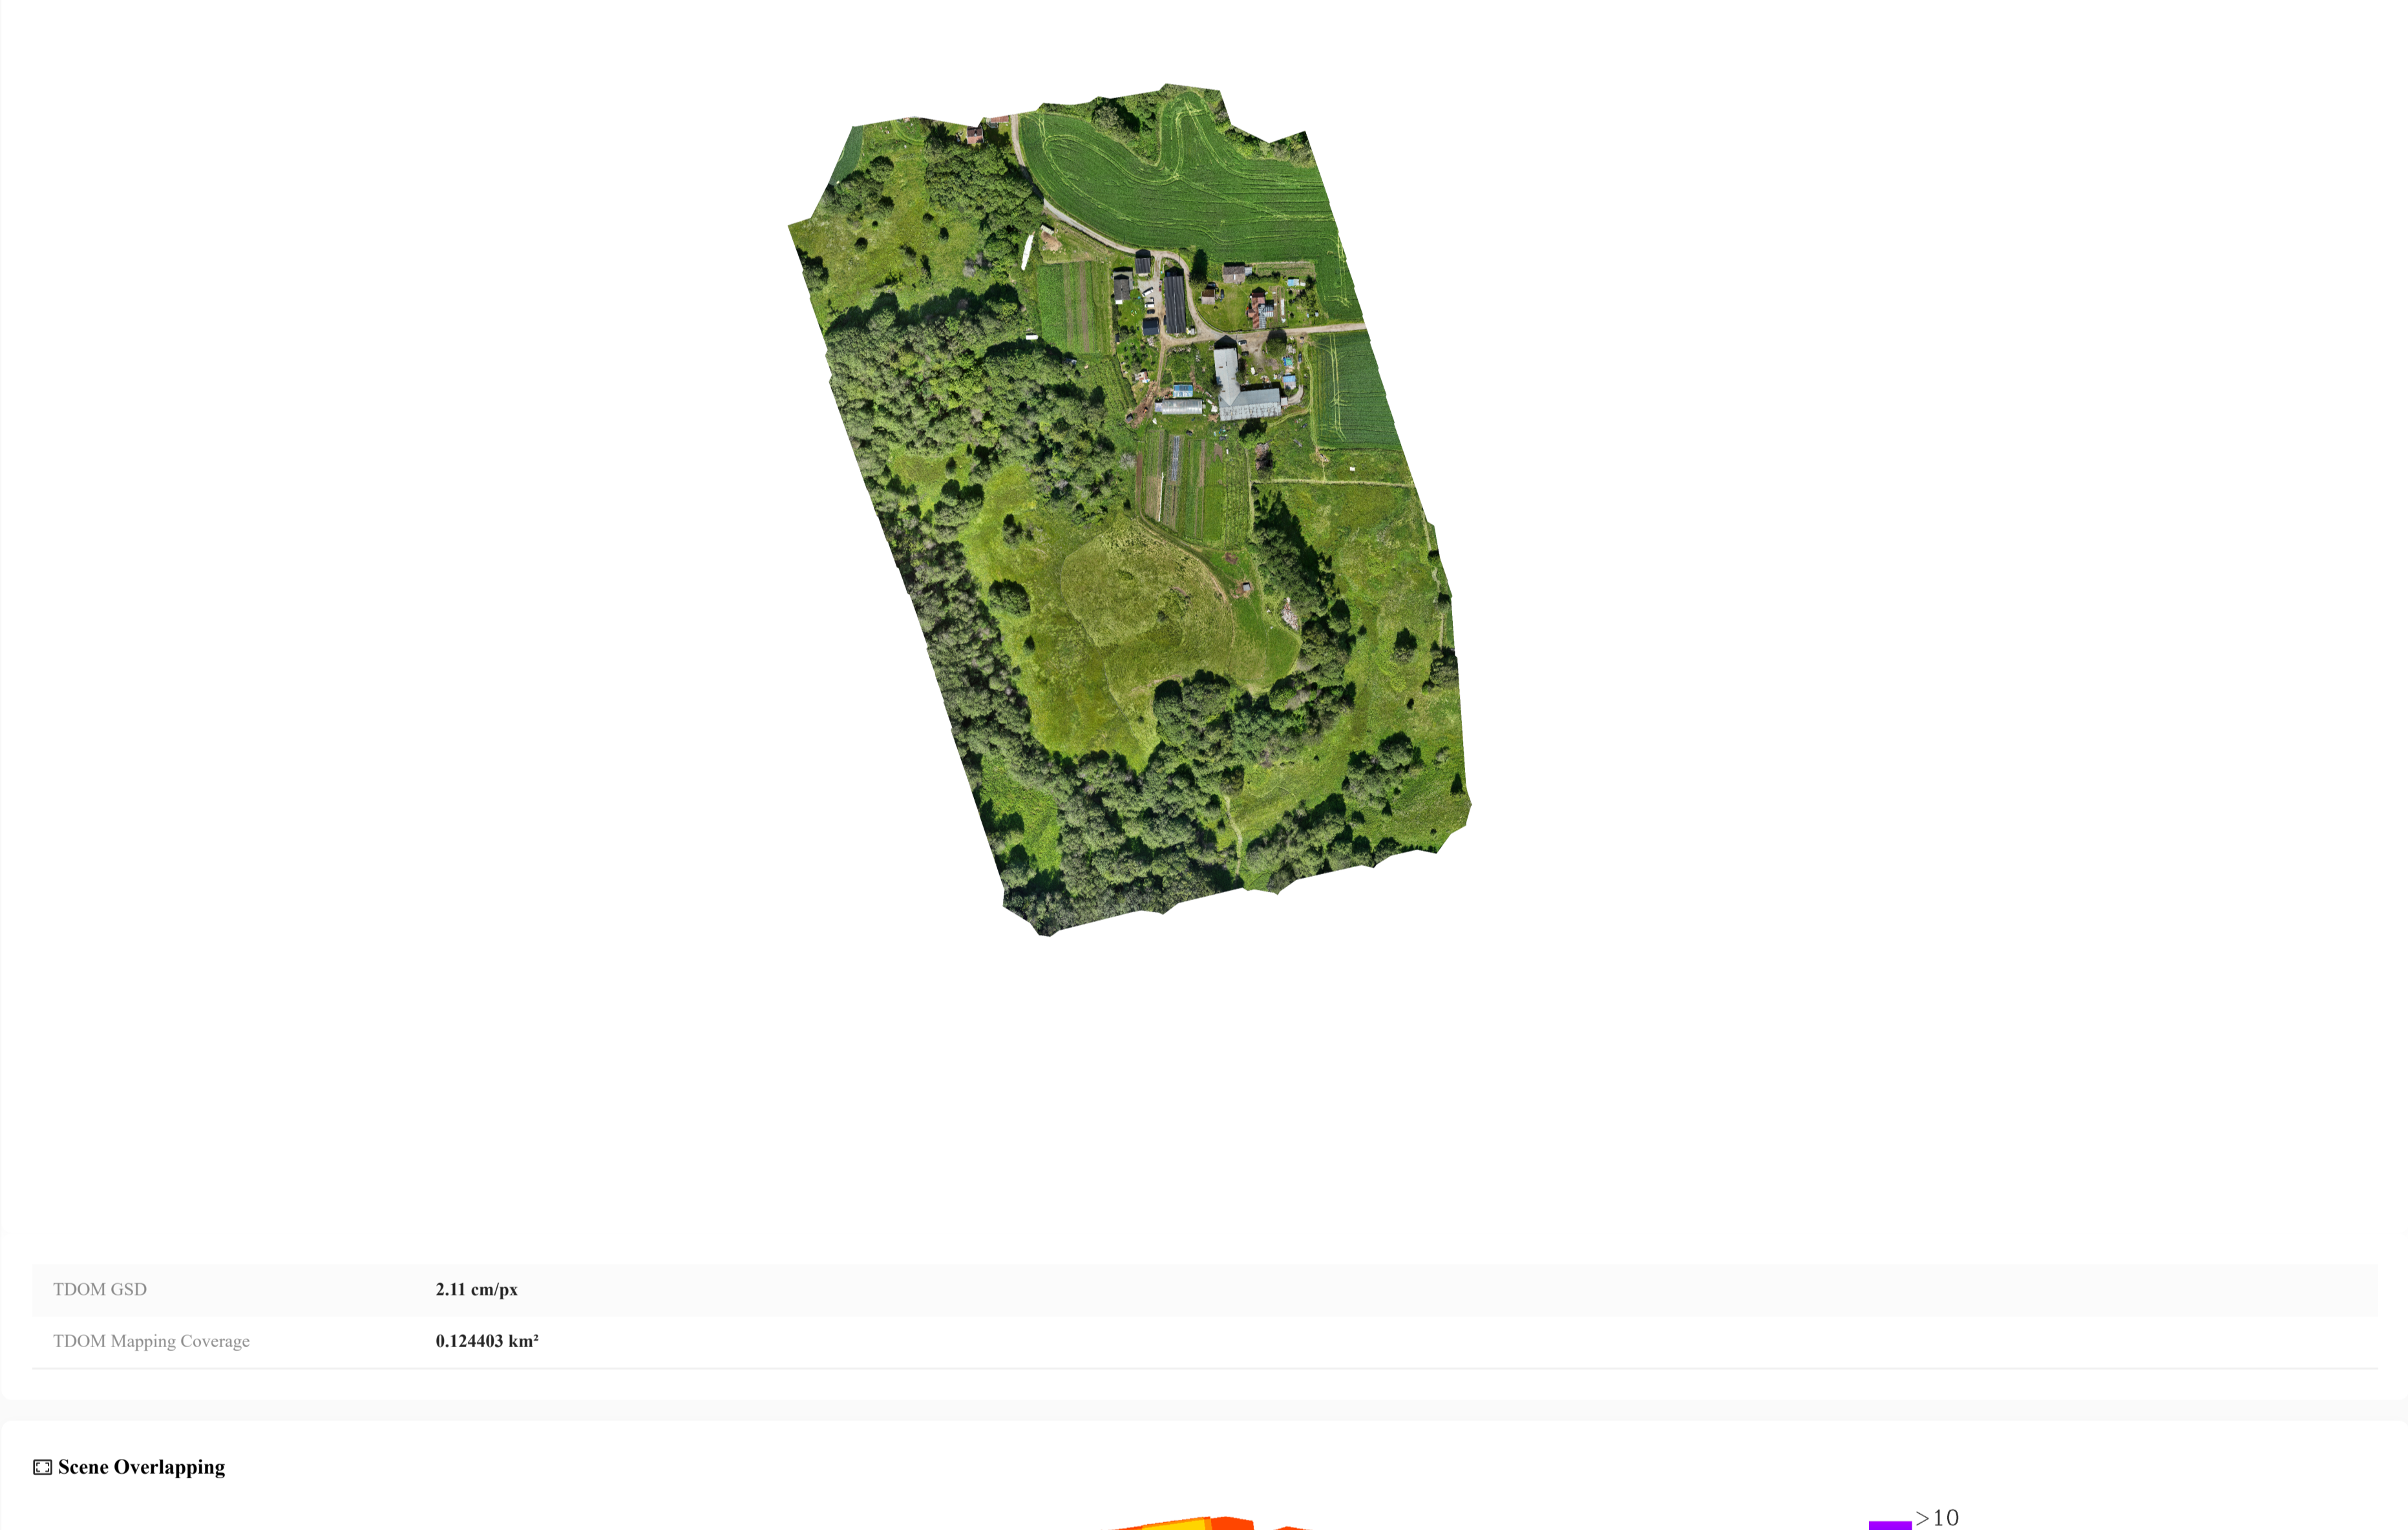 TDOM GSD 2.11 cm/px
TDOM Mapping Coverage 0.124403 km²
Scene Overlapping
>10